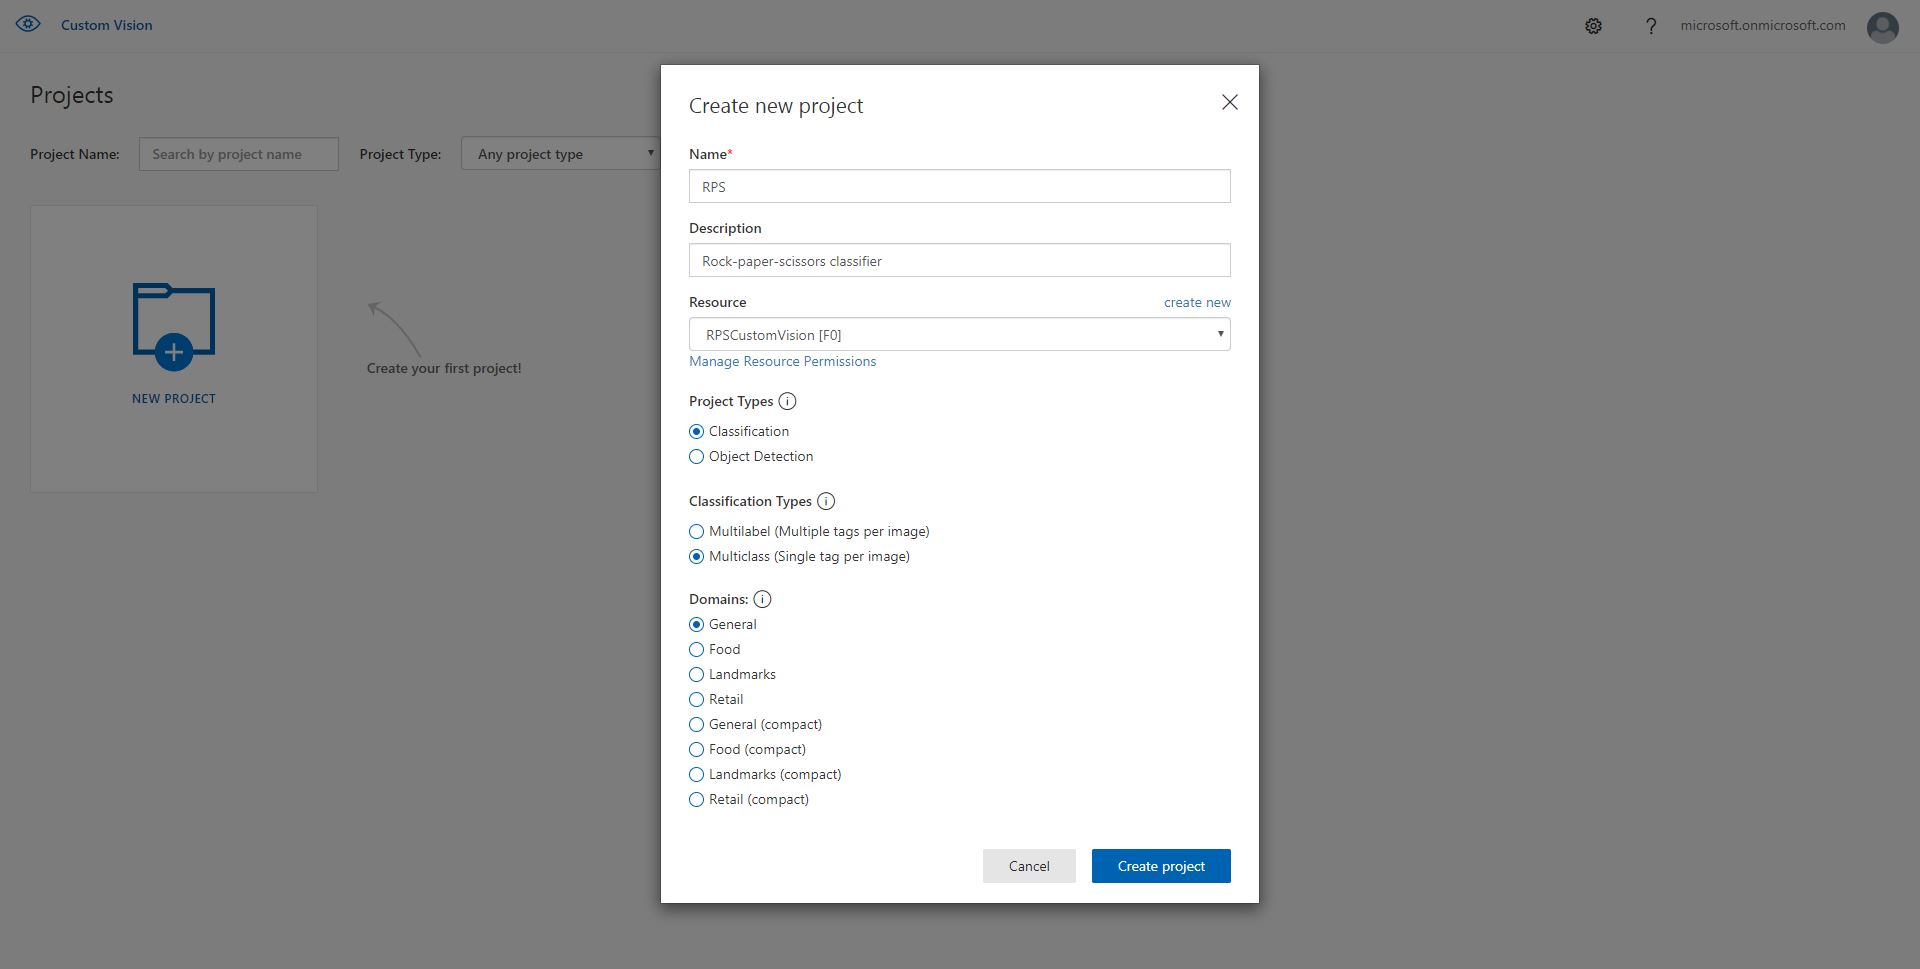 Custom Vision
? microsoft.onmicrosoft.com
Projects
Project Name: Search by project name Project Type: Any project type
NEW PROJECT
Create your first project!
Create new project
Name*
RPS
Description
Rock-paper-scissors classifier
Resource create new
RPSCustomVision [F0]
Manage Resource Permissions
Project Types i
Classification
Object Detection
Classification Types i
Multilabel (Multiple tags per image)
Multiclass (Single tag per image)
Domains: i
General
Food
Landmarks
Retail
General (compact)
Food (compact)
Landmarks (compact)
Retail (compact)
Cancel Create project